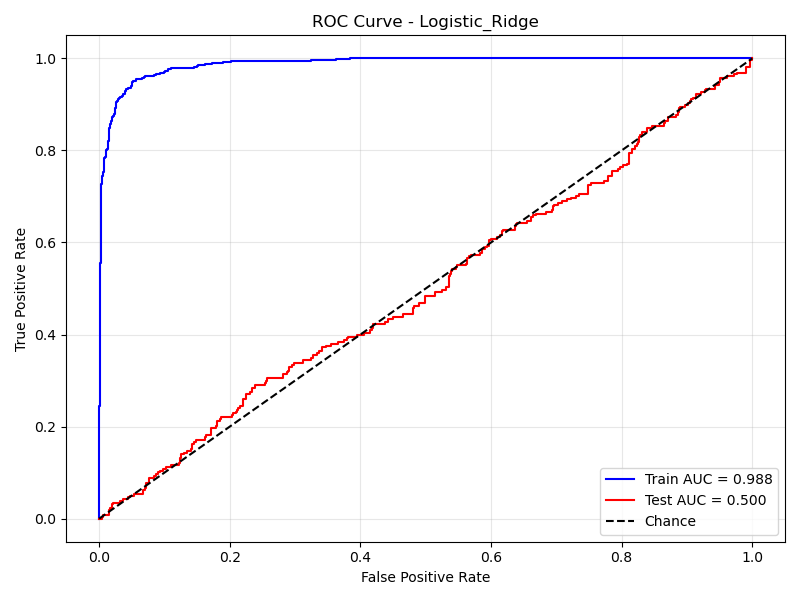 ROC Curve - Logistic_Ridge
True Positive Rate
1.0
0.8
0.6
0.4
0.2
0.0
0.0 0.2 0.4 0.6 0.8 1.0
False Positive Rate
Train AUC = 0.988
Test AUC = 0.500
Chance